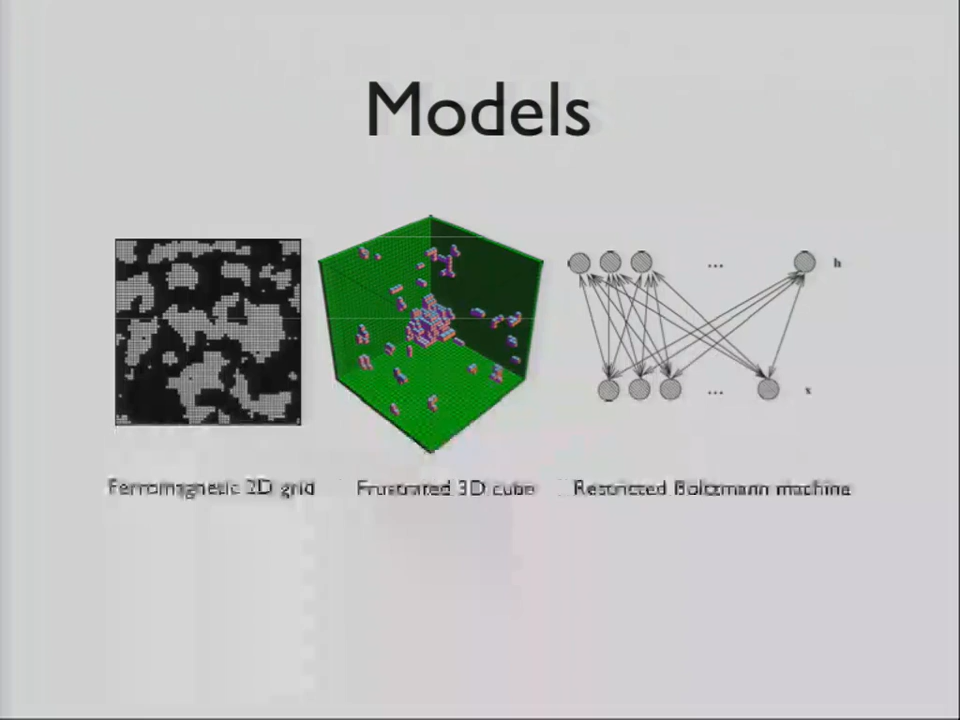 Models
... h
... x
Ferromagnetic 2D grid
Frustrated 3D cube
Restricted Boltzmann machine